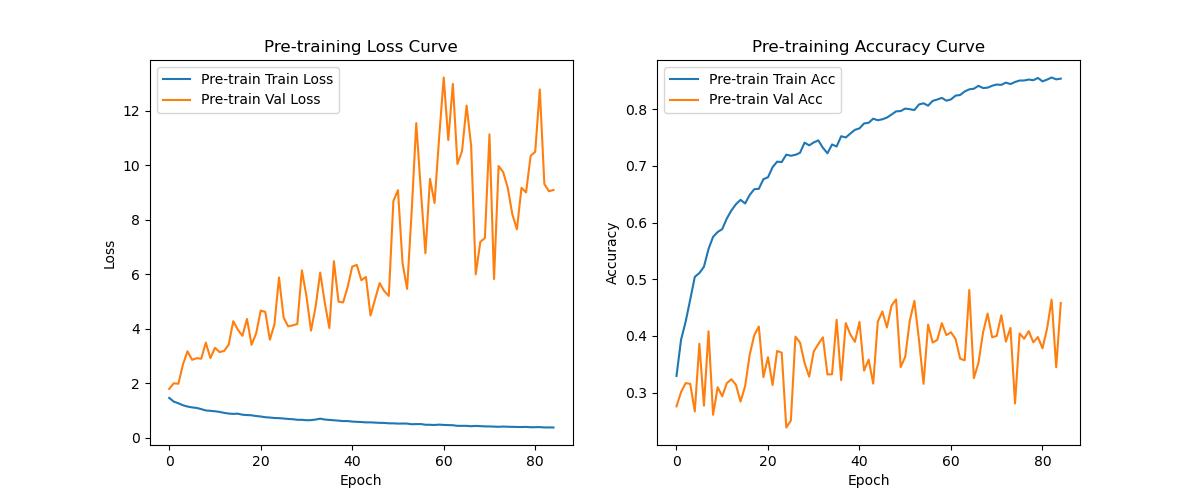 Pre-training Loss Curve
Pre-train Train Loss
Pre-train Val Loss
12
10
8
6
4
2
0
Loss
0 20 40 60 80
Epoch
Pre-training Accuracy Curve
Pre-train Train Acc
Pre-train Val Acc
0.8
0.7
0.6
0.5
0.4
0.3
Accuracy
0 20 40 60 80
Epoch